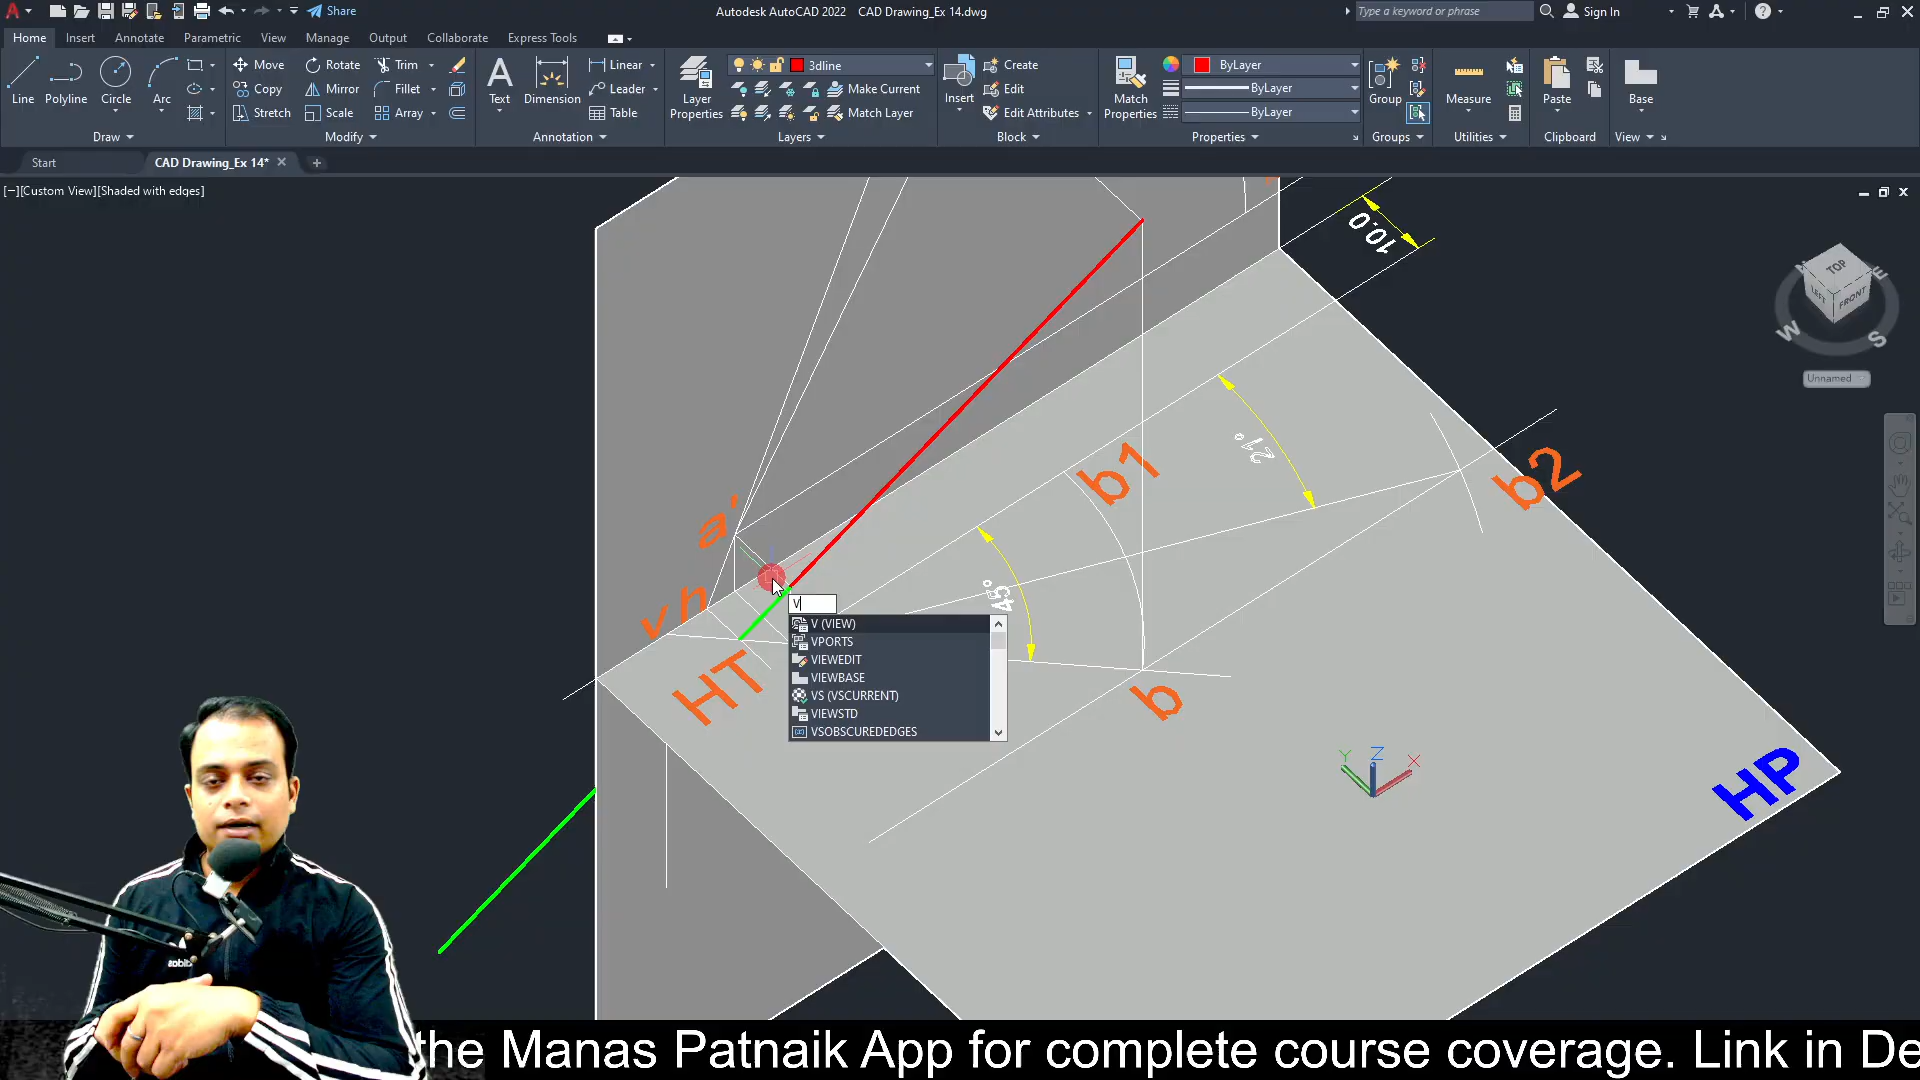 Share
Autodesk AutoCAD 2022 CAD Drawing_Ex 14.dwg
Type a keyword or phrase
Sign In
Home Insert Annotate Parametric View Manage Output Collaborate Express Tools
Line Polyline Circle Arc
Move Rotate Trim
Copy Mirror Fillet
Stretch Scale Array
Text Dimension
Linear
Leader
Table
Layer Properties
3dline
Make Current
Match Layer
Insert
Create
Edit
Edit Attributes
Match Properties
ByLayer
ByLayer
ByLayer
Group
Measure
Paste
Base
Draw Modify Annotation Layers Block Properties Groups Utilities Clipboard View
Start CAD Drawing_Ex 14*
[−][Custom View][Shaded with edges]
10.0
TOP
LEFT FRONT
E
W S
Unnamed
21°
b1
b2
a'
45°
v h
V
V (VIEW)
VPORTS
VIEWEDIT
VIEWBASE
VS (VSCURRENT)
VIEWSTD
VSOBSCUREDEDGES
HT
b
Y Z X
HP
adidas
the Manas Patnaik App for complete course coverage. Link in De